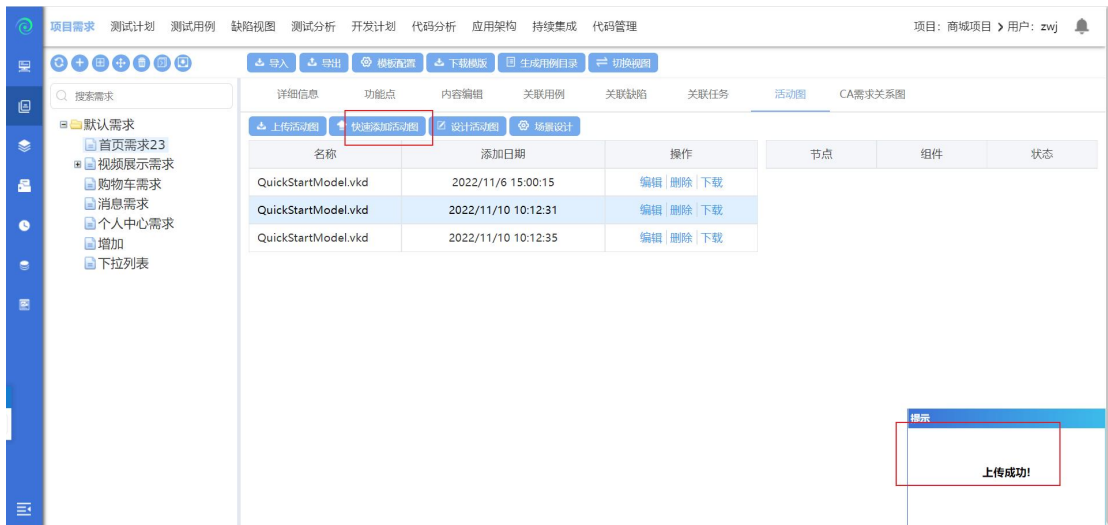 项目需求 测试计划 测试用例 缺陷视图 测试分析 开发计划 代码分析 应用架构 持续集成 代码管理 项目: 商城项目 用户: zwj
导入 导出 模板配置 下载模版 生成用例目录 切换视图
搜索需求
详细信息 功能点 内容编辑 关联用例 关联缺陷 关联任务 活动图 CA需求关系图
默认需求
首页需求23
视频展示需求
购物车需求
消息需求
个人中心需求
增加
下拉列表
上传活动图 快速添加活动图 设计活动图 场景设计
名称 添加日期 操作 节点 组件 状态
QuickStartModel.vkd 2022/11/6 15:00:15 编辑 删除 下载
QuickStartModel.vkd 2022/11/10 10:12:31 编辑 删除 下载
QuickStartModel.vkd 2022/11/10 10:12:35 编辑 删除 下载
提示
上传成功!